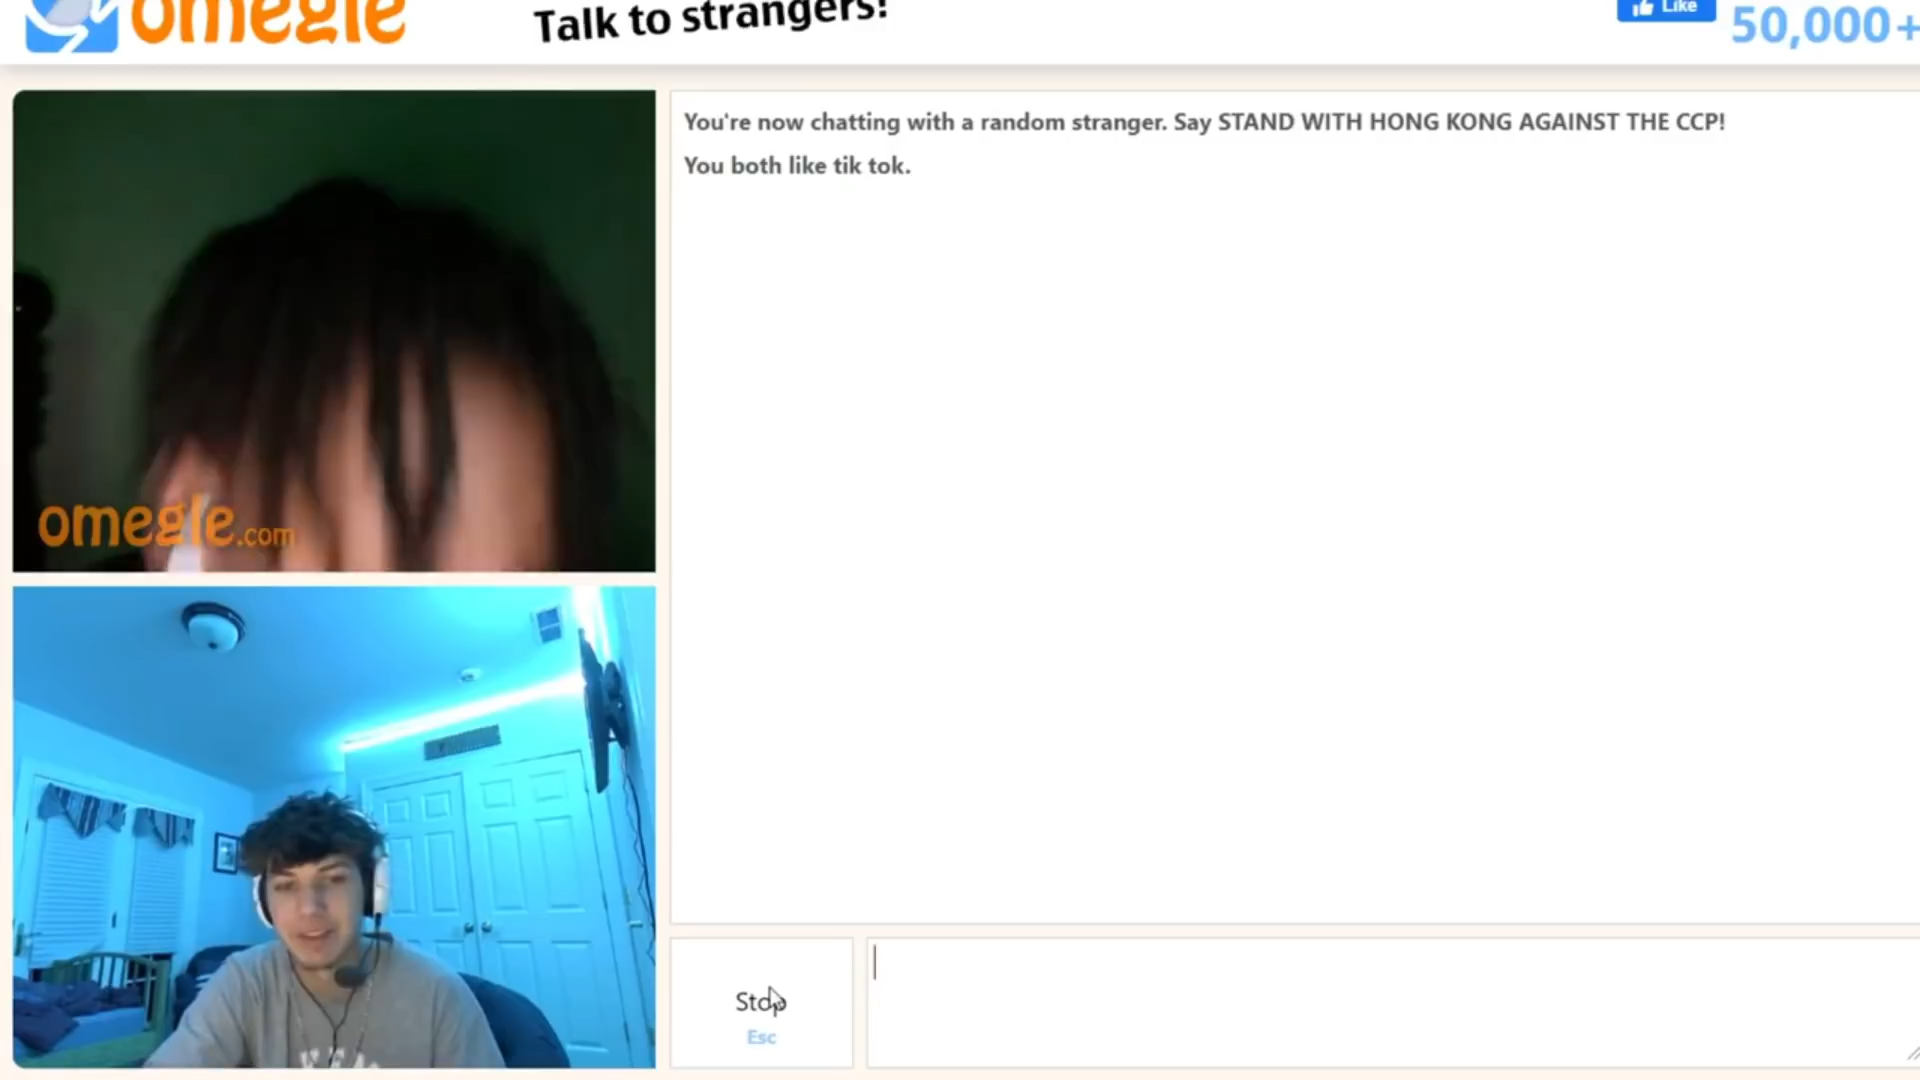 omegle
Talk to strangers!
Like
50,000+
You're now chatting with a random stranger. Say STAND WITH HONG KONG AGAINST THE CCP!
You both like tik tok.
omegle.com
Stop
Esc